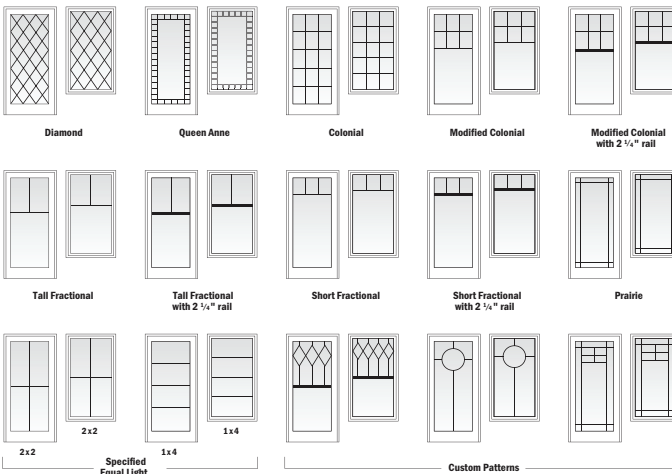 Diamond
Queen Anne
Colonial
Modified Colonial
Modified Colonial
with 2 1/4" rail
Tall Fractional
Tall Fractional
with 2 1/4" rail
Short Fractional
Short Fractional
with 2 1/4" rail
Prairie
2x2
2x2
1x4
1x4
Specified
Equal Light
Custom Patterns